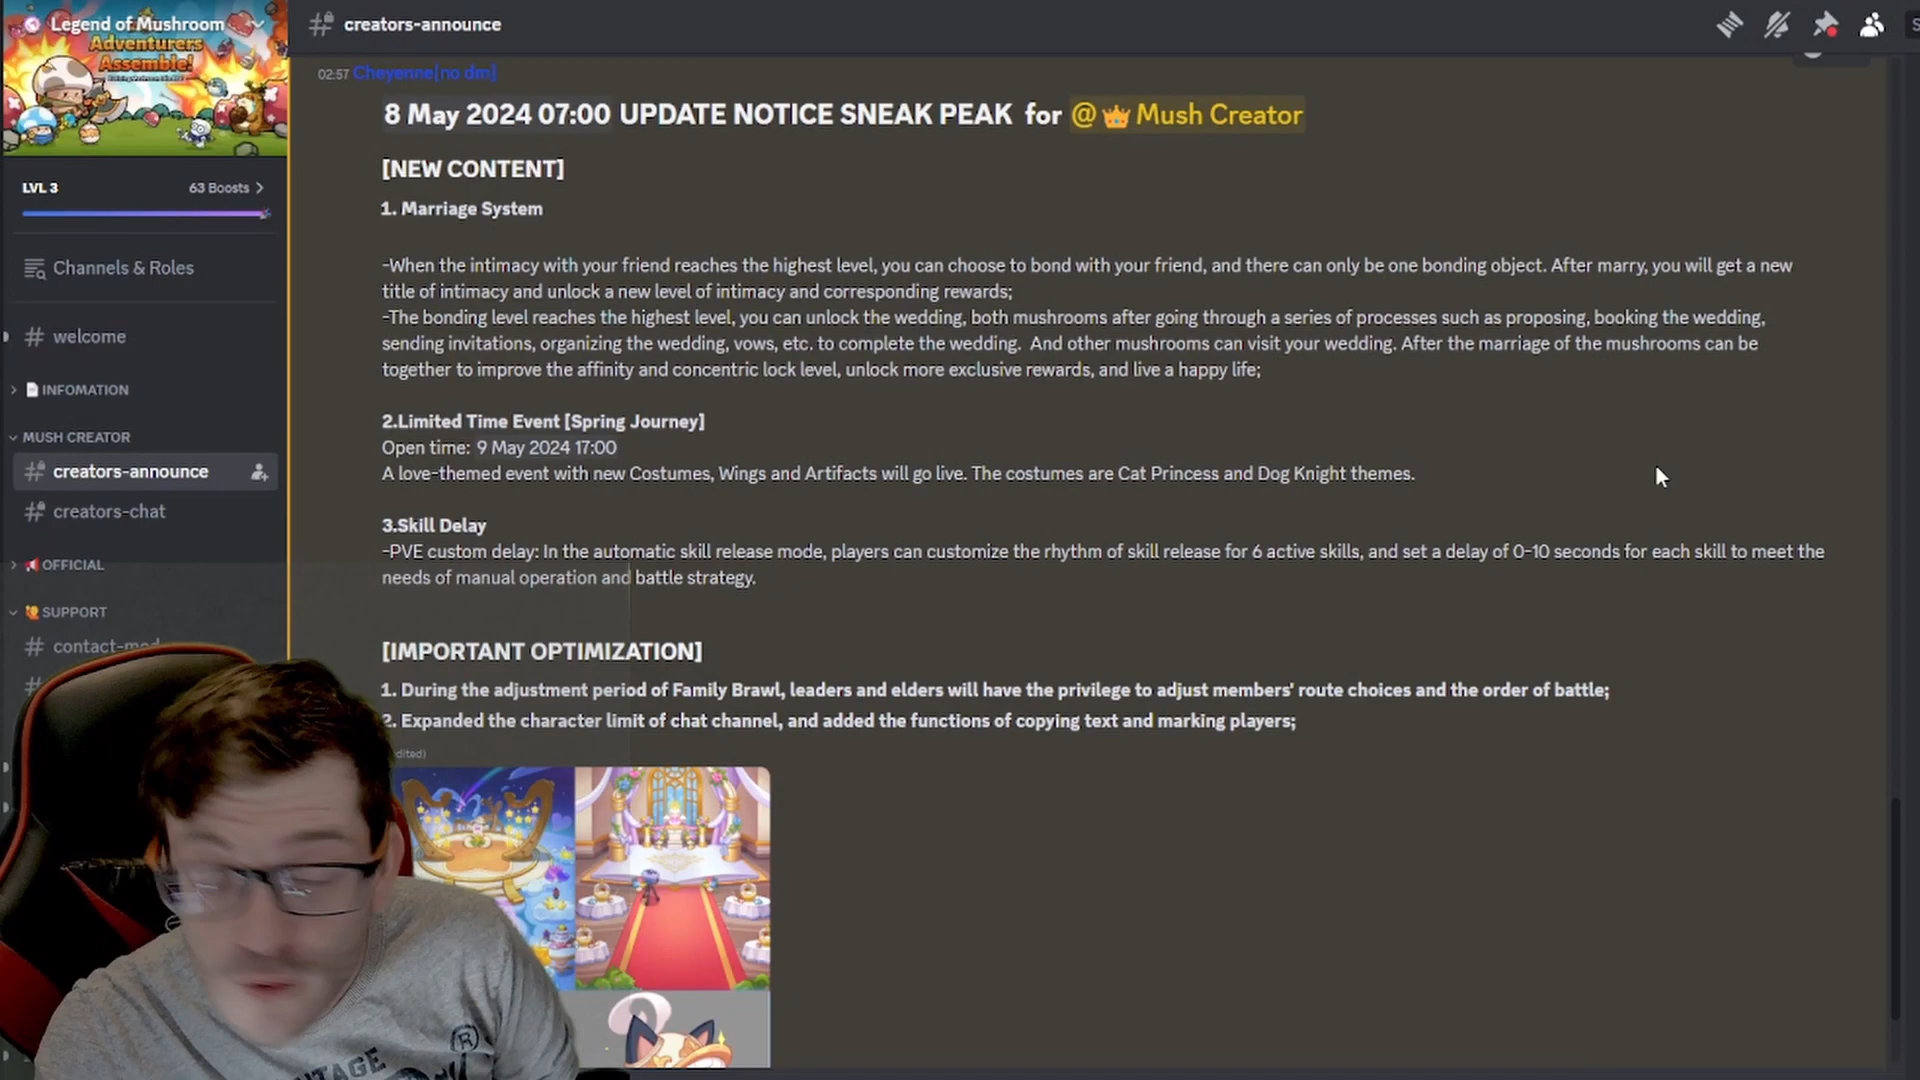 Legend of Mushroom
Adventurers
Assemble!
LVL 3
63 Boosts
Channels & Roles
welcome
INFOMATION
MUSH CREATOR
creators-announce
creators-chat
OFFICIAL
SUPPORT
contact-mod
creators-announce
02:57 Cheyenne[no dm]
8 May 2024 07:00 UPDATE NOTICE SNEAK PEAK for @ Mush Creator
[NEW CONTENT]
1. Marriage System
-When the intimacy with your friend reaches the highest level, you can choose to bond with your friend, and there can only be one bonding object. After marry, you will get a new
title of intimacy and unlock a new level of intimacy and corresponding rewards;
-The bonding level reaches the highest level, you can unlock the wedding, both mushrooms after going through a series of processes such as proposing, booking the wedding,
sending invitations, organizing the wedding, vows, etc. to complete the wedding. And other mushrooms can visit your wedding. After the marriage of the mushrooms can be
together to improve the affinity and concentric lock level, unlock more exclusive rewards, and live a happy life;
2.Limited Time Event [Spring Journey]
Open time: 9 May 2024 17:00
A love-themed event with new Costumes, Wings and Artifacts will go live. The costumes are Cat Princess and Dog Knight themes.
3.Skill Delay
-PVE custom delay: In the automatic skill release mode, players can customize the rhythm of skill release for 6 active skills, and set a delay of 0-10 seconds for each skill to meet the
needs of manual operation and battle strategy.
[IMPORTANT OPTIMIZATION]
1. During the adjustment period of Family Brawl, leaders and elders will have the privilege to adjust members' route choices and the order of battle;
2. Expanded the character limit of chat channel, and added the functions of copying text and marking players;
dited)
NTAGE